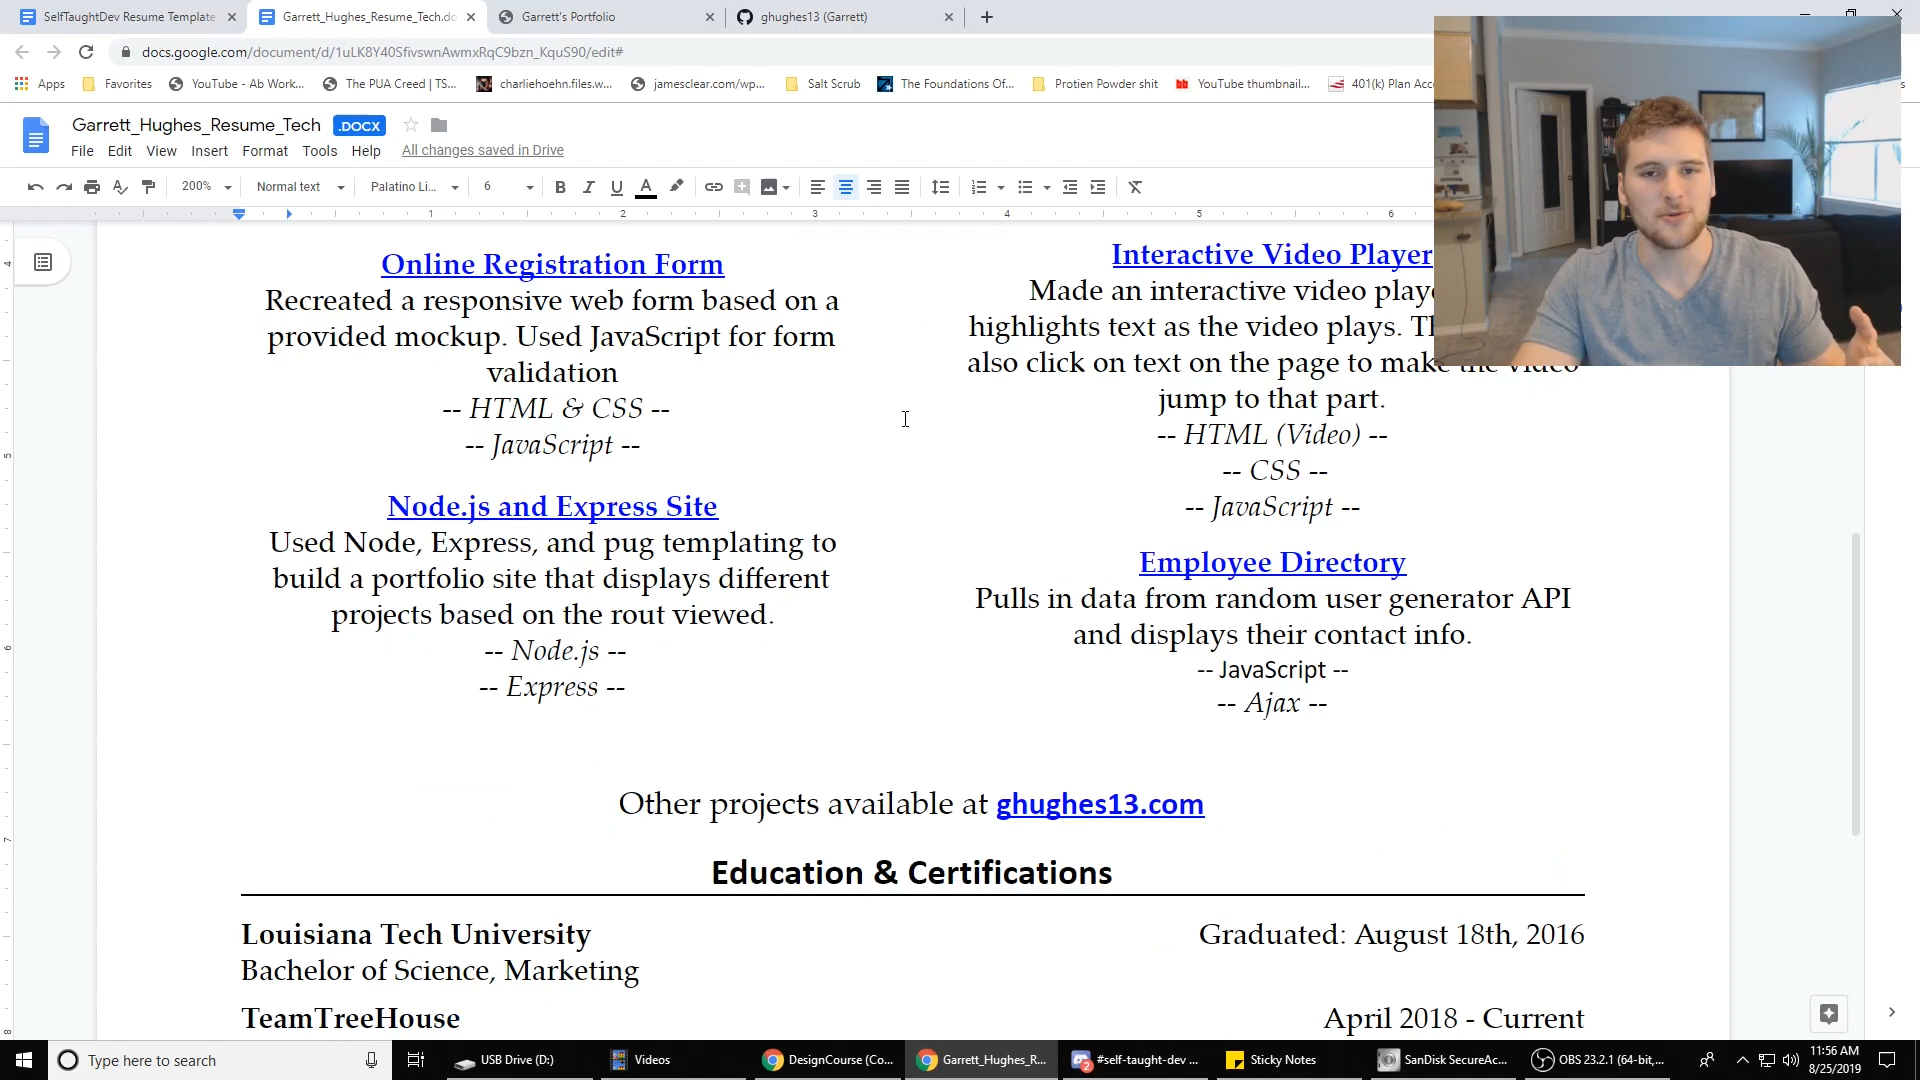 SelfTaughtDev Resume Template
Garrett_Hughes_Resume_Tech.do
Garrett's Portfolio
ghughes13 (Garrett)
docs.google.com/document/d/1uLK8Y40SfivswnAwmxRqC9bzn_KquS90/edit#
Apps
Favorites
YouTube - Ab Work...
The PUA Creed | TS...
charliehoehn.files.w...
jamesclear.com/wp...
Salt Scrub
The Foundations Of...
Protien Powder shit
YouTube thumbnail...
401(k) Plan Acc
Garrett_Hughes_Resume_Tech .DOCX
File Edit View Insert Format Tools Help All changes saved in Drive
200% Normal text Palatino Li... 6
1 2 3 4 5 6
Online Registration Form
Recreated a responsive web form based on a
provided mockup. Used JavaScript for form
validation
-- HTML & CSS --
-- JavaScript --
Node.js and Express Site
Used Node, Express, and pug templating to
build a portfolio site that displays different
projects based on the rout viewed.
-- Node.js --
-- Express --
Interactive Video Player
Made an interactive video playe
highlights text as the video plays. Th
also click on text on the page to make the video
jump to that part.
-- HTML (Video) --
-- CSS --
-- JavaScript --
Employee Directory
Pulls in data from random user generator API
and displays their contact info.
-- JavaScript --
-- Ajax --
Other projects available at ghughes13.com
Education & Certifications
Louisiana Tech University Graduated: August 18th, 2016
Bachelor of Science, Marketing
TeamTreeHouse April 2018 - Current
Type here to search
USB Drive (D:)
Videos
DesignCourse (Co...
Garrett_Hughes_R...
#self-taught-dev ...
2
Sticky Notes
SanDisk SecureAc...
OBS 23.2.1 (64-bit,...
11:56 AM
8/25/2019